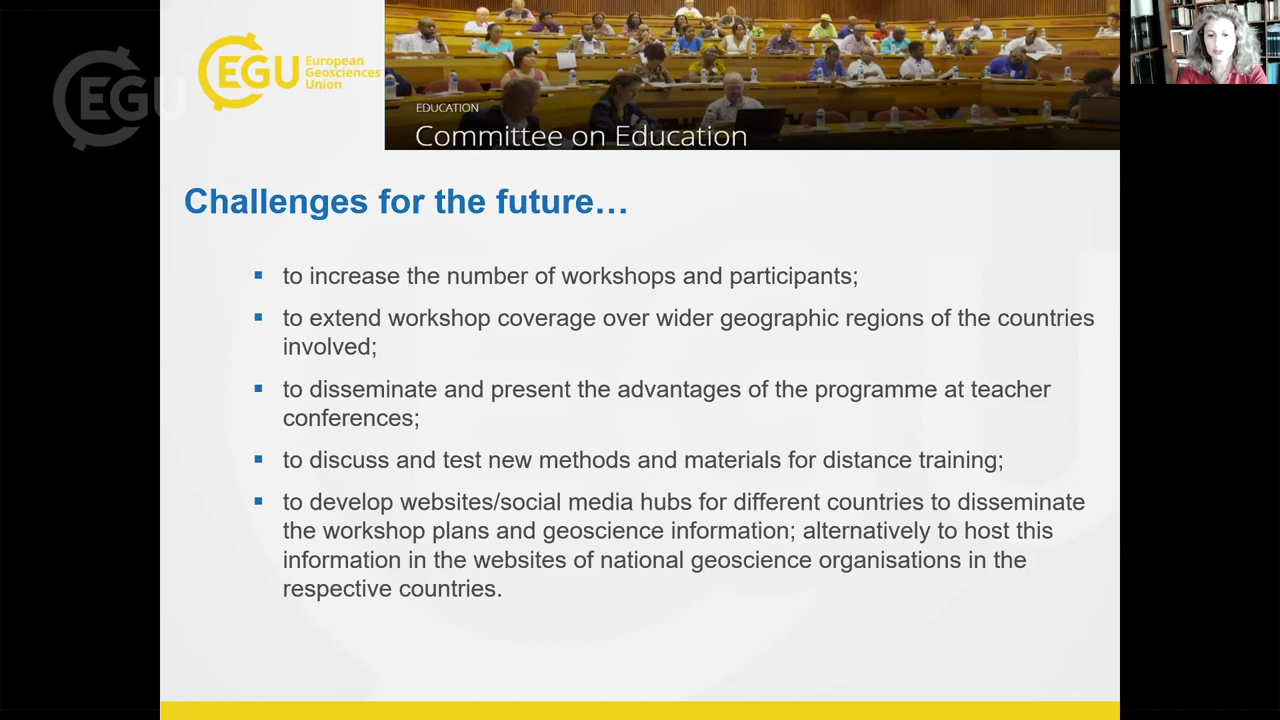 EGU
EGU
European
Geosciences
Union
EDUCATION
Committee on Education
Challenges for the future…
▪ to increase the number of workshops and participants;
▪ to extend workshop coverage over wider geographic regions of the countries
involved;
▪ to disseminate and present the advantages of the programme at teacher
conferences;
▪ to discuss and test new methods and materials for distance training;
▪ to develop websites/social media hubs for different countries to disseminate
the workshop plans and geoscience information; alternatively to host this
information in the websites of national geoscience organisations in the
respective countries.